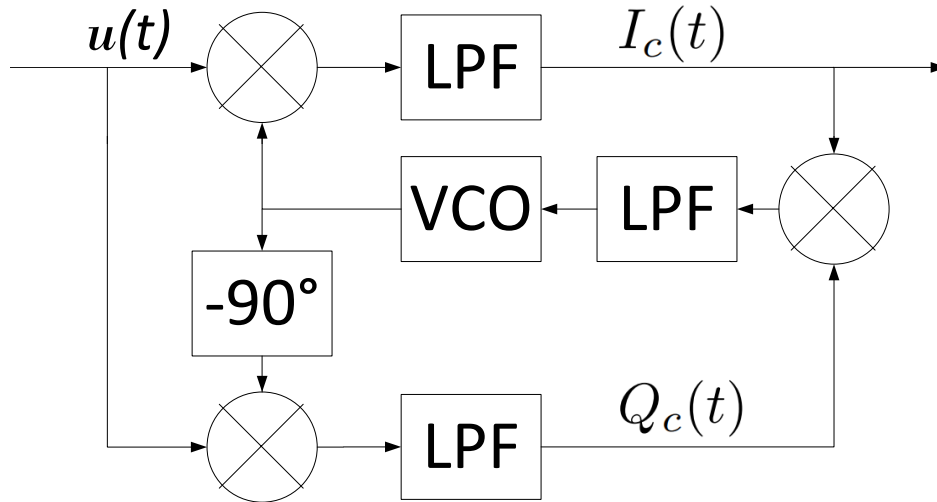 u(t)
LPF
I_c(t)
VCO
LPF
-90°
LPF
Q_c(t)